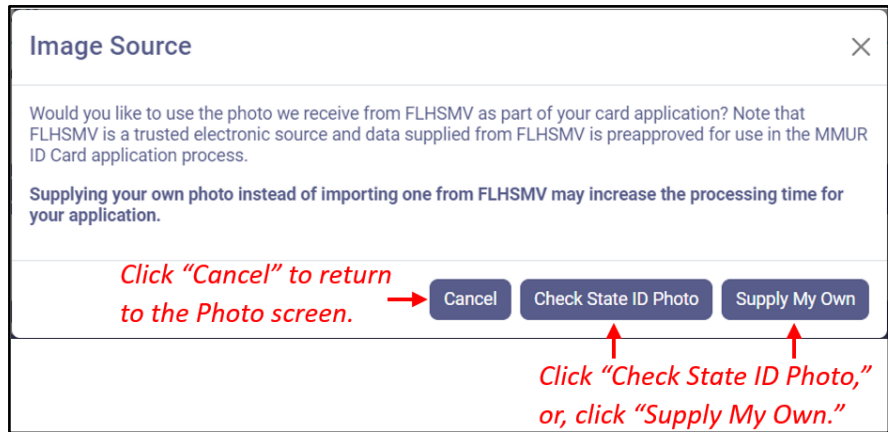 Image Source
Would you like to use the photo we receive from FLHSMV as part of your card application? Note that
FLHSMV is a trusted electronic source and data supplied from FLHSMV is preapproved for use in the MMUR
ID Card application process.
Supplying your own photo instead of importing one from FLHSMV may increase the processing time for
your application.
Click “Cancel” to return
to the Photo screen.
Cancel
Check State ID Photo
Supply My Own
Click “Check State ID Photo,”
or, click “Supply My Own.”